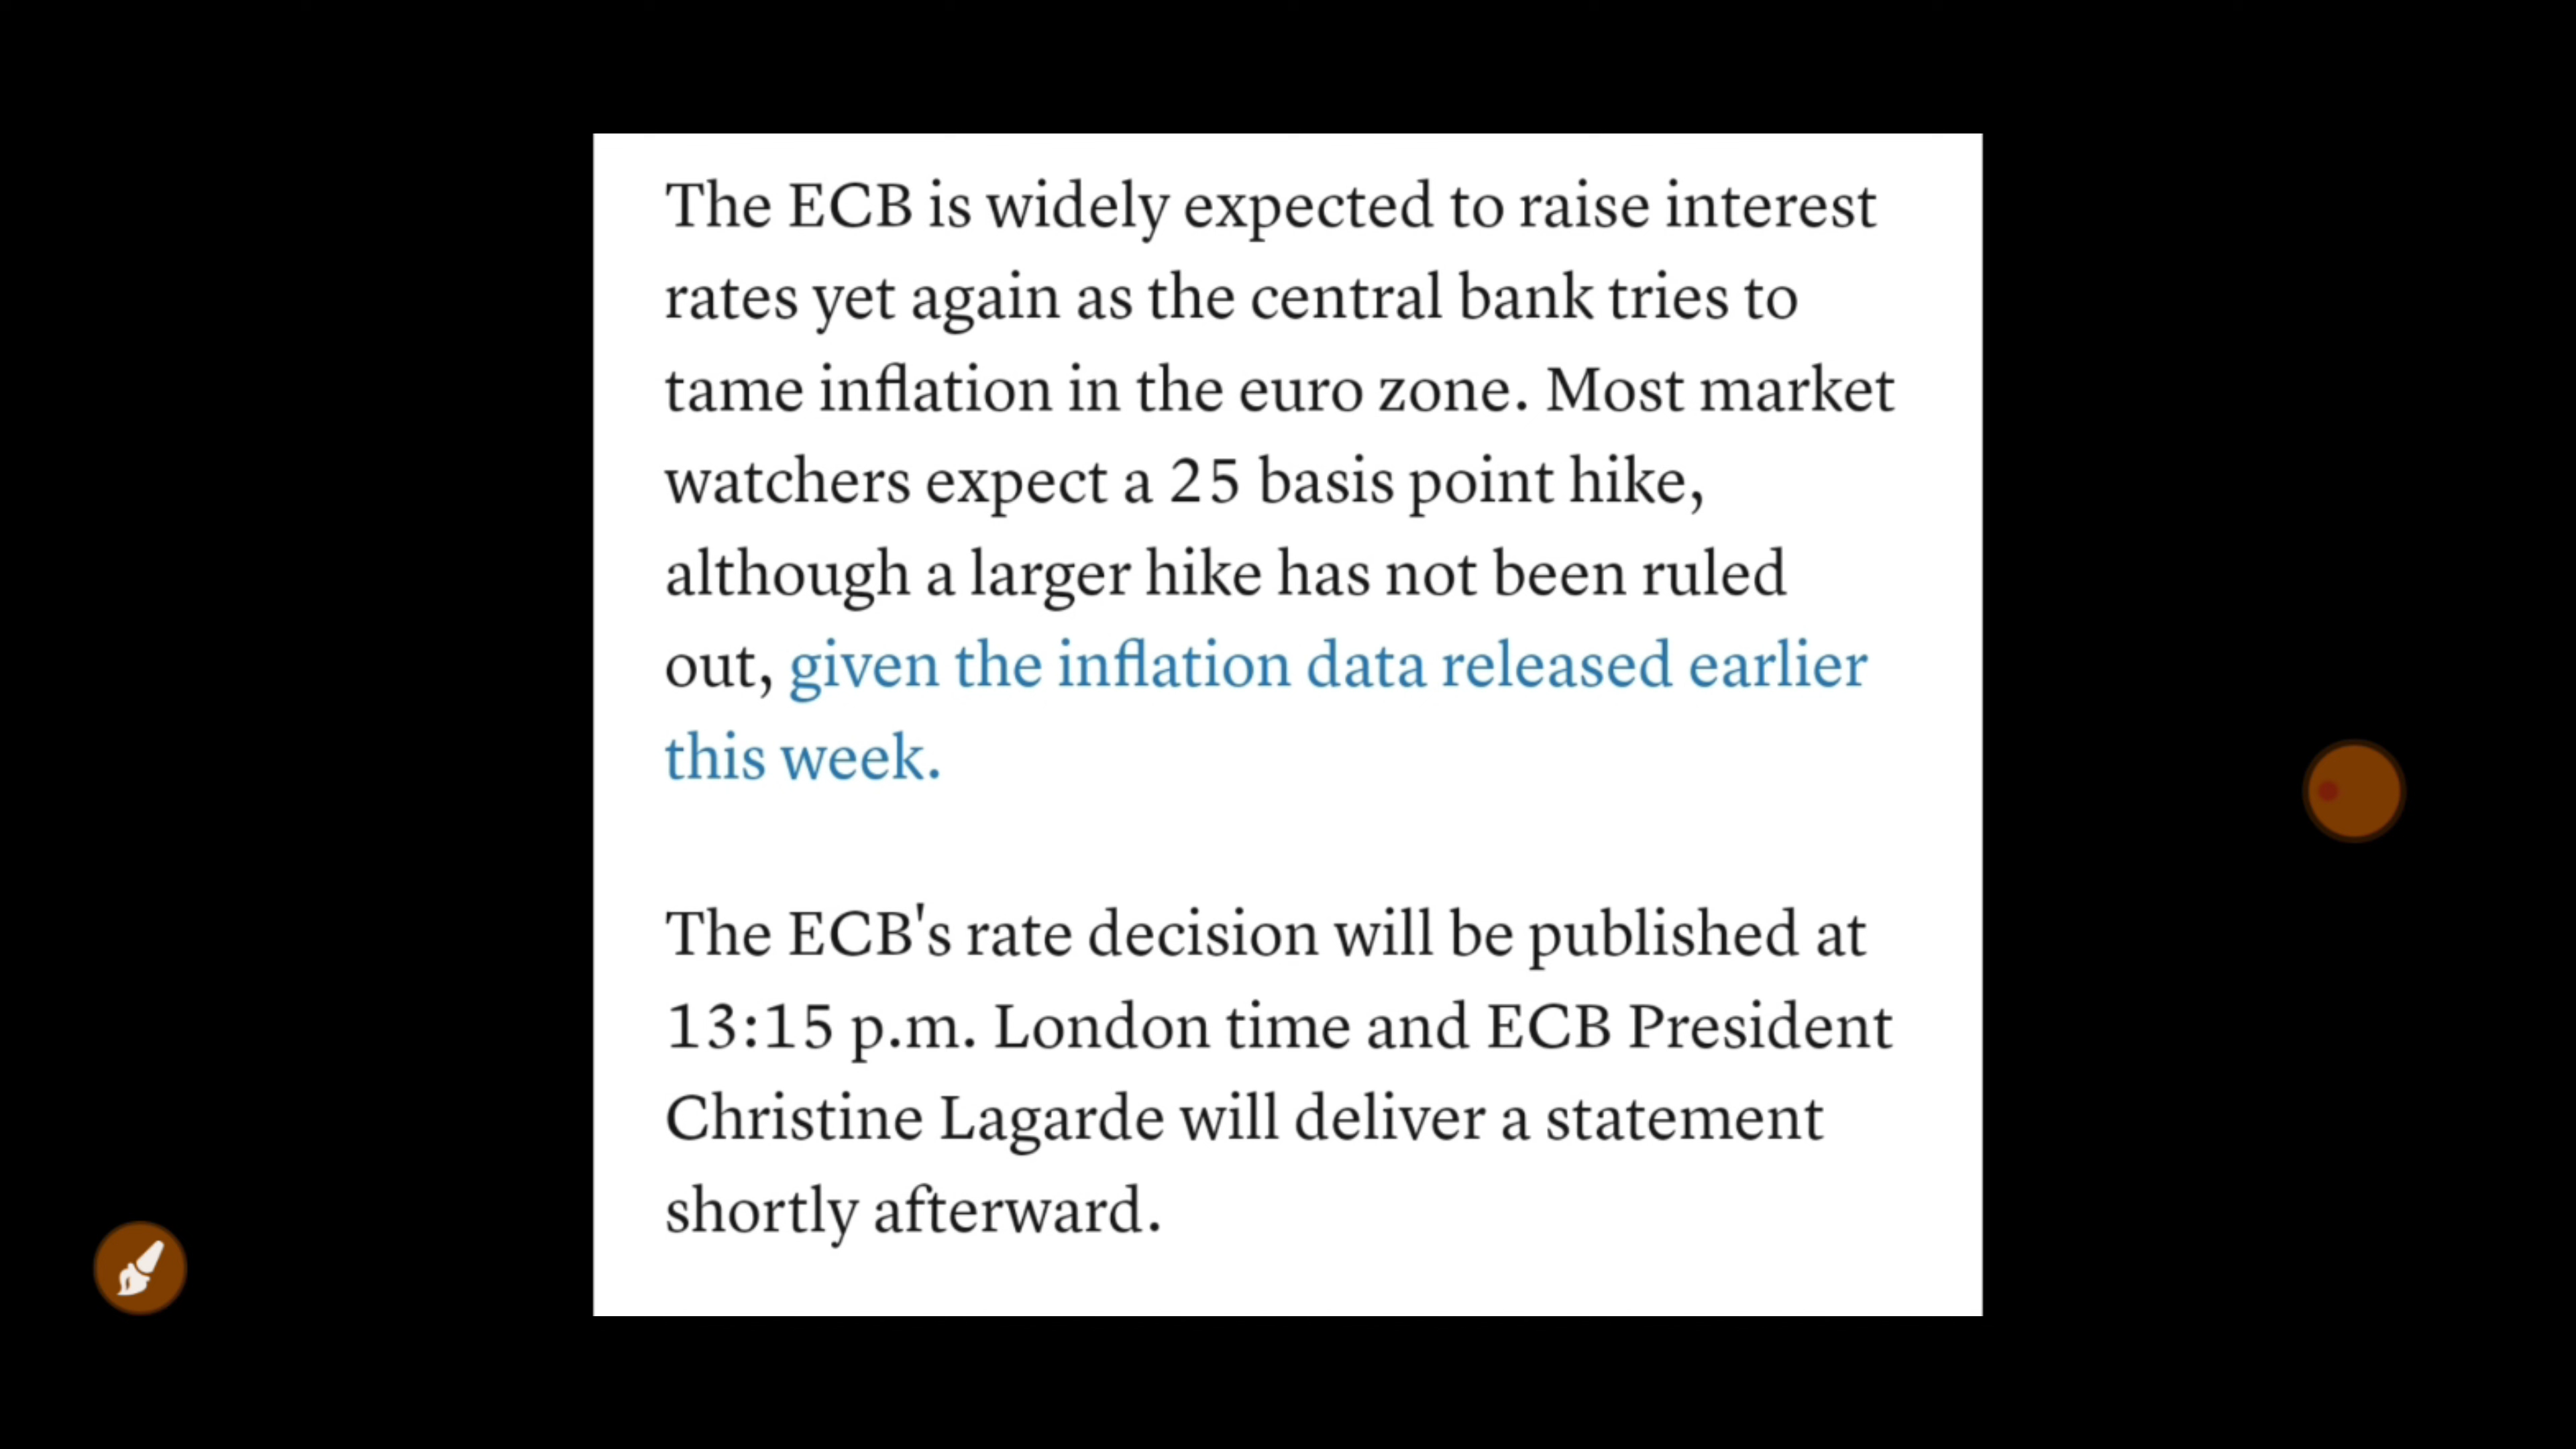 The ECB is widely expected to raise interest
rates yet again as the central bank tries to
tame inflation in the euro zone. Most market
watchers expect a 25 basis point hike,
although a larger hike has not been ruled
out, given the inflation data released earlier
this week.
The ECB's rate decision will be published at
13:15 p.m. London time and ECB President
Christine Lagarde will deliver a statement
shortly afterward.